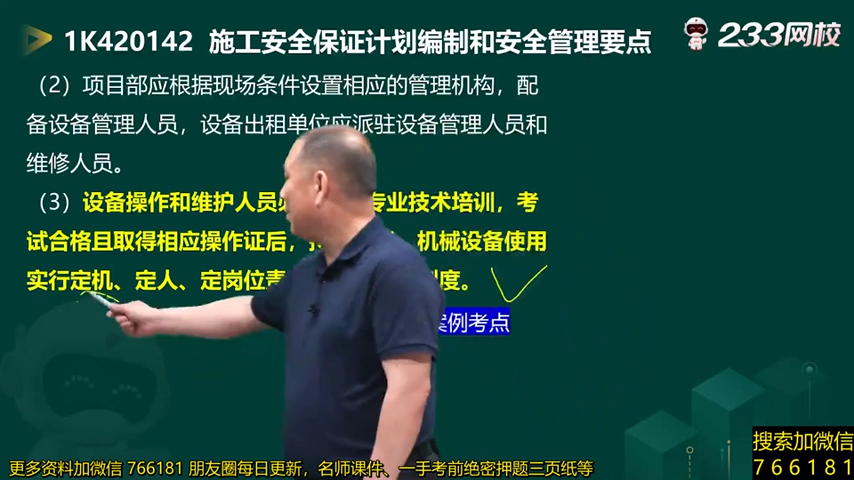 1K420142 施工安全保证计划编制和安全管理要点
233网校
（2）项目部应根据现场条件设置相应的管理机构，配
备设备管理人员，设备出租单位应派驻设备管理人员和
维修人员。
（3）设备操作和维护人员 专业技术培训，考
试合格且取得相应操作证后， 机械设备使用
实行定机、定人、定岗位责 度。
案例考点
搜索加微信
766181
更多资料加微信 766181 朋友圈每日更新，名师课件、一手考前绝密押题三页纸等